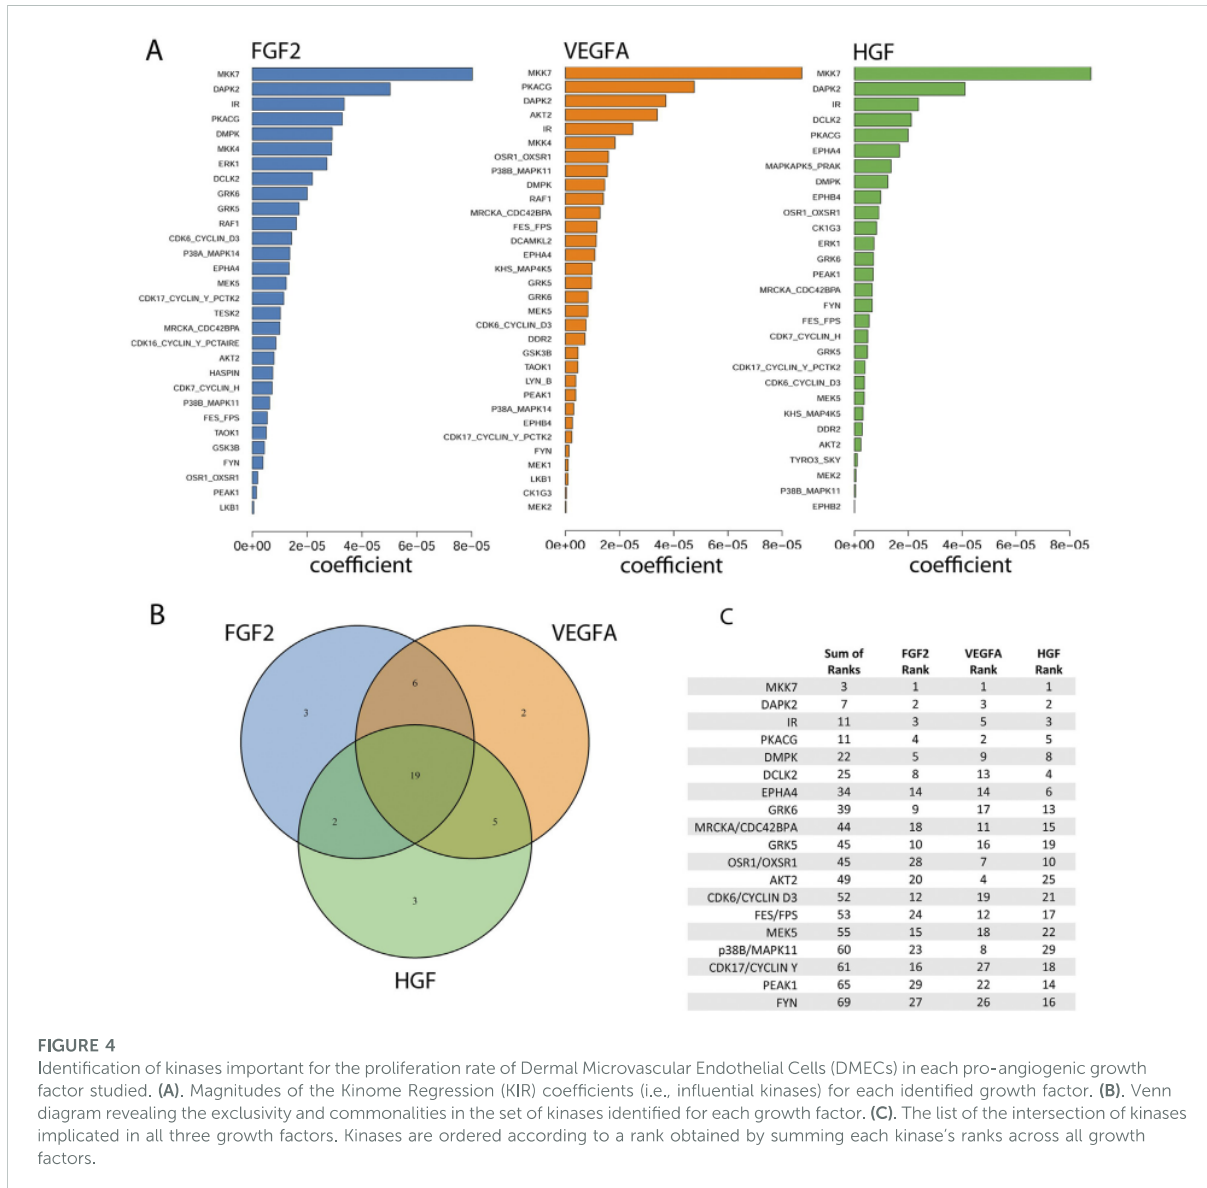 A
FGF2
MKK7
DAPK2
IR
PKACG
DMPK
MKK4
ERK1
DCLK2
GRK6
GRK5
RAF1
CDK6_CYCLIN_D3
P38A_MAPK14
EPHA4
MEK5
CDK17_CYCLIN_Y_PCTK2
TESK2
MRCKA_CDC42BPA
CDK16_CYCLIN_Y_PCTAIRE
AKT2
HASPIN
CDK7_CYCLIN_H
P38B_MAPK11
FES_FPS
TAOK1
GSK3B
FYN
OSR1_OXSR1
PEAK1
LKB1
0e+00 2e-05 4e-05 6e-05 8e-05
coefficient
VEGFA
MKK7
PKACG
DAPK2
AKT2
IR
MKK4
OSR1_OXSR1
P38B_MAPK11
DMPK
RAF1
MRCKA_CDC42BPA
FES_FPS
DCAMKL2
EPHA4
KHS_MAP4K5
GRK5
GRK6
MEK5
CDK6_CYCLIN_D3
DDR2
GSK3B
TAOK1
LYN_B
PEAK1
P38A_MAPK14
EPHB4
CDK17_CYCLIN_Y_PCTK2
FYN
MEK1
LKB1
CK1G3
MEK2
0e+00 2e-05 4e-05 6e-05 8e-05
coefficient
HGF
MKK7
DAPK2
IR
DCLK2
PKACG
EPHA4
MAPKAPK5_PRAK
DMPK
EPHB4
OSR1_OXSR1
CK1G3
ERK1
GRK6
PEAK1
MRCKA_CDC42BPA
FYN
FES_FPS
CDK7_CYCLIN_H
GRK5
CDK17_CYCLIN_Y_PCTK2
CDK6_CYCLIN_D3
MEK5
KHS_MAP4K5
DDR2
AKT2
TYRO3_SKY
MEK2
P38B_MAPK11
EPHB2
0e+00 2e-05 4e-05 6e-05 8e-05
coefficient
B
FGF2
VEGFA
6
3
2
19
2
5
3
HGF
C
Sum of FGF2 VEGFA HGF
Ranks Rank Rank Rank
MKK7 3 1 1 1
DAPK2 7 2 3 2
IR 11 3 5 3
PKACG 11 4 2 5
DMPK 22 5 9 8
DCLK2 25 8 13 4
EPHA4 34 14 14 6
GRK6 39 9 17 13
MRCKA/CDC42BPA 44 18 11 15
GRK5 45 10 16 19
OSR1/OXSR1 45 28 7 10
AKT2 49 20 4 25
CDK6/CYCLIN D3 52 12 19 21
FES/FPS 53 24 12 17
MEK5 55 15 18 22
p38B/MAPK11 60 23 8 29
CDK17/CYCLIN Y 61 16 27 18
PEAK1 65 29 22 14
FYN 69 27 26 16
FIGURE 4
Identification of kinases important for the proliferation rate of Dermal Microvascular Endothelial Cells (DMECs) in each pro-angiogenic growth
factor studied. (A). Magnitudes of the Kinome Regression (KIR) coefficients (i.e., influential kinases) for each identified growth factor. (B). Venn
diagram revealing the exclusivity and commonalities in the set of kinases identified for each growth factor. (C). The list of the intersection of kinases
implicated in all three growth factors. Kinases are ordered according to a rank obtained by summing each kinase's ranks across all growth
factors.